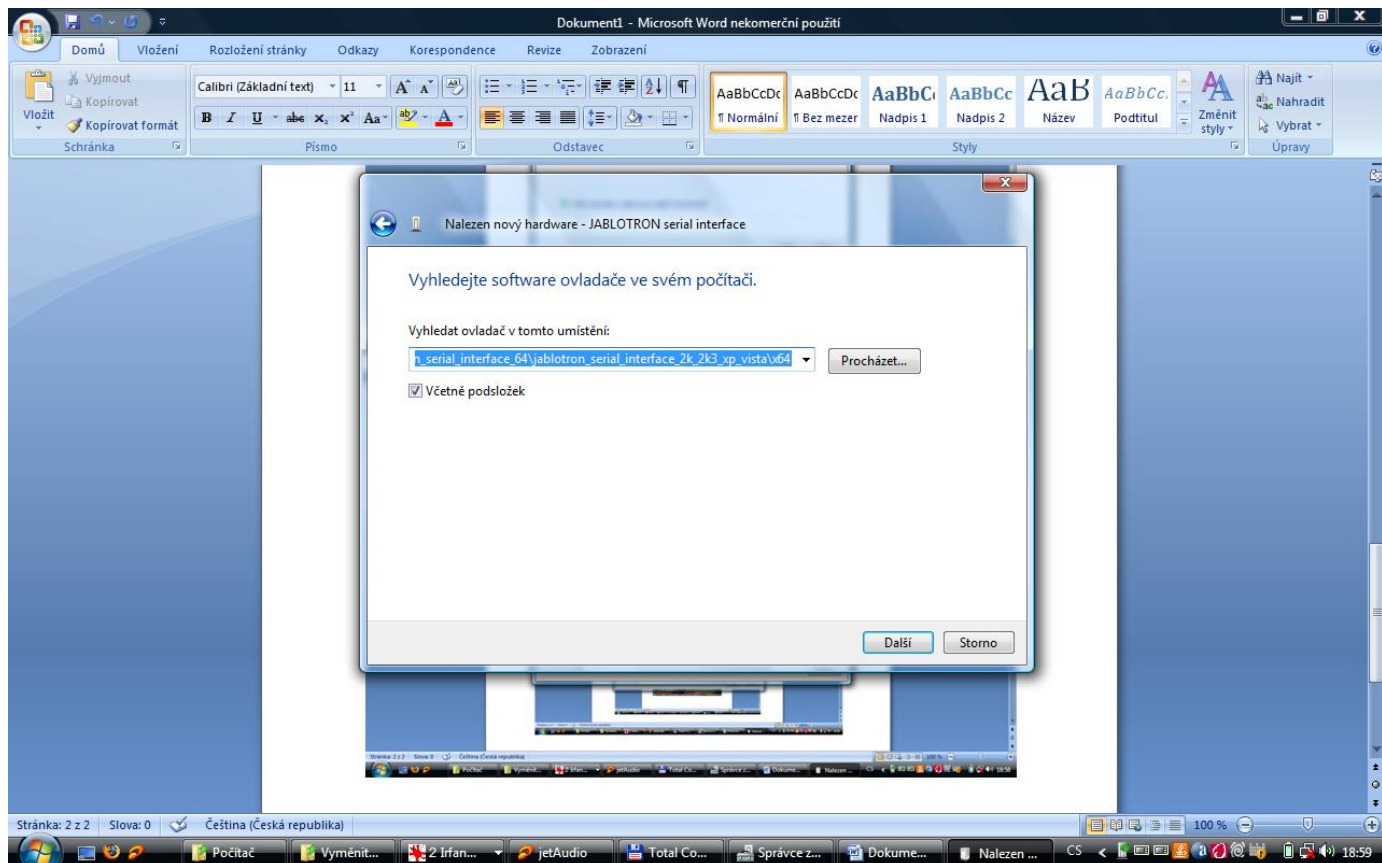 Dokument1 - Microsoft Word nekomerční použití
Domů Vložení Rozložení stránky Odkazy Korespondence Revize Zobrazení
Vložit
Vyjmout
Kopírovat
Kopírovat formát
Schránka
Calibri (Základní text) 11
Písmo
Odstavec
AaBbCcDc AaBbCcDc AaBbC AaBbCc AaB AaBbCc.
¶ Normální ¶ Bez mezer Nadpis 1 Nadpis 2 Název Podtitul
Změnit styly
Styly
Najít
Nahradit
Vybrat
Úpravy
Nalezen nový hardware - JABLOTRON serial interface
Vyhledejte software ovladače ve svém počítači.
Vyhledat ovladač v tomto umístění:
n_serial_interface_64\jablotron_serial_interface_2k_2k3_xp_vista\x64
Procházet...
Včetně podsložek
Další Storno
Stránka: 2 z 2 Slova: 0 Čeština (Česká republika) 100 %
Počítač Vyměnit... 2 Irfan... jetAudio Total Co... Správce z... Dokume... Nalezen ... CS 18:59